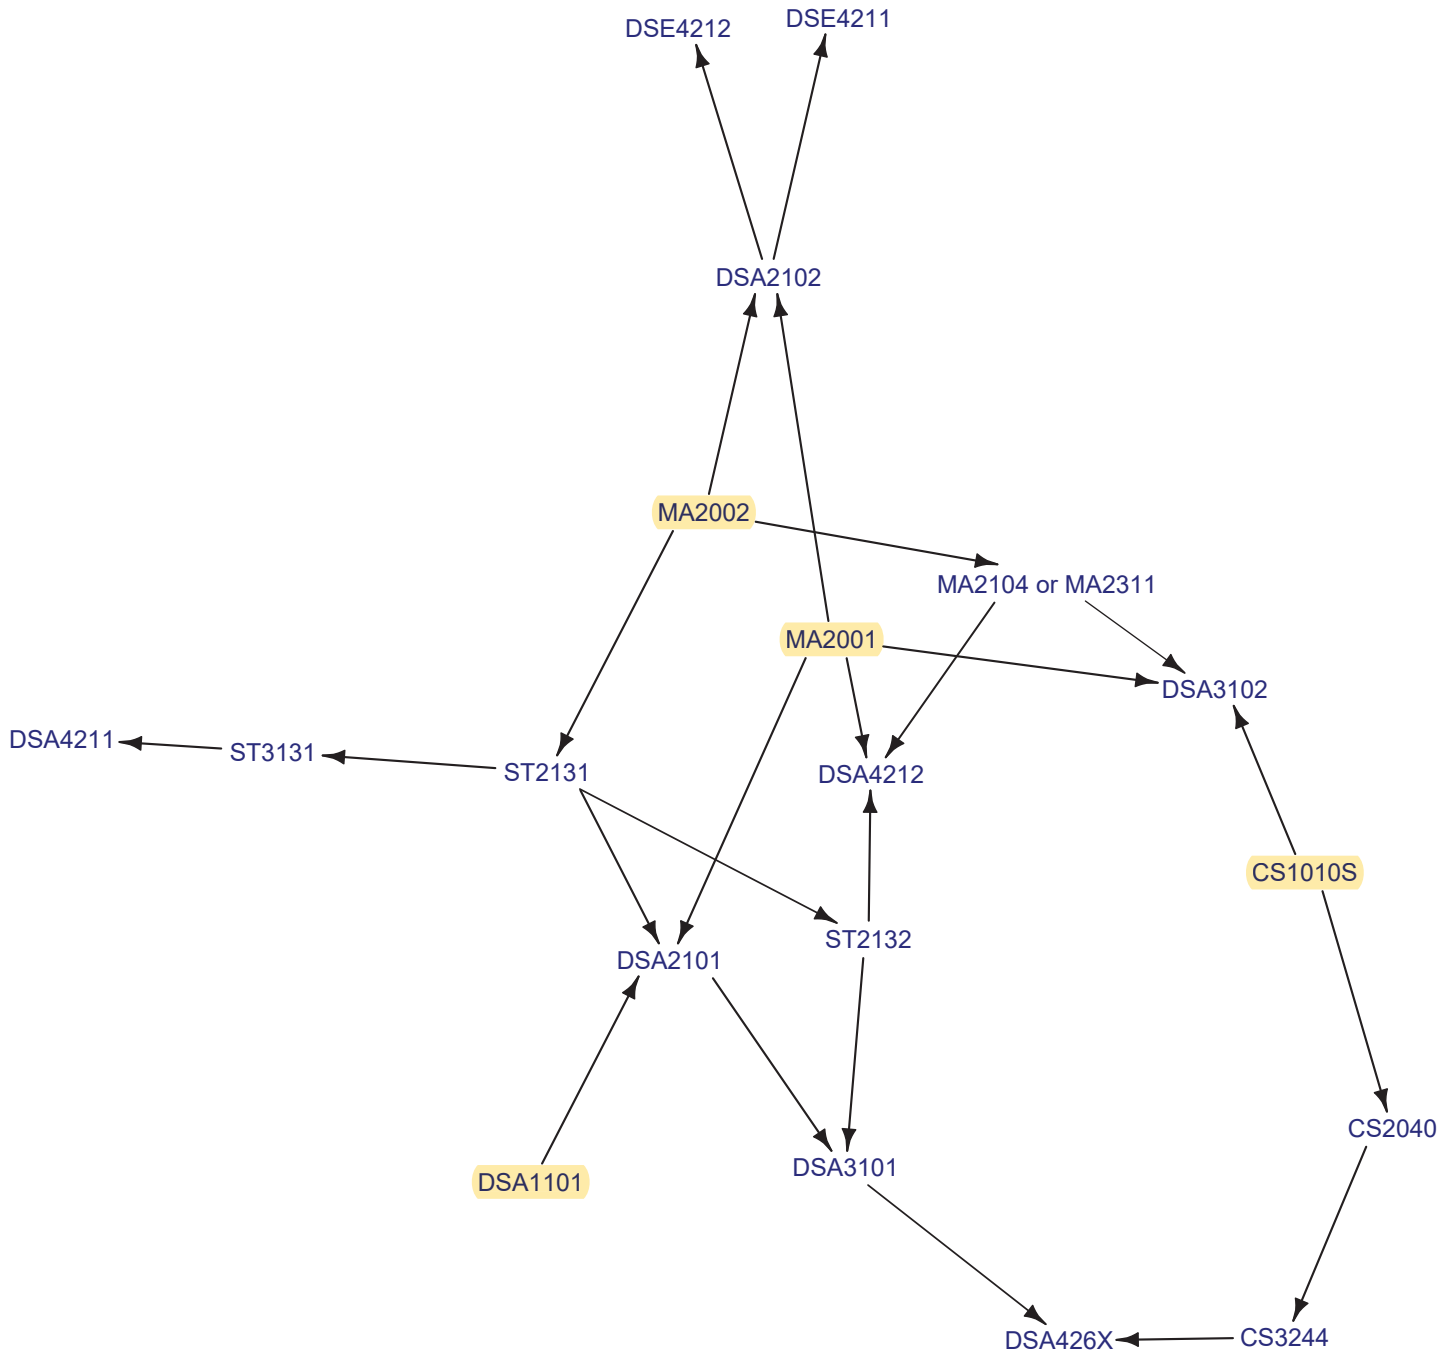 DSE4212
DSE4211
DSA2102
MA2002
MA2104 or MA2311
MA2001
DSA3102
DSA4211
ST3131
ST2131
DSA4212
CS1010S
ST2132
DSA2101
CS2040
DSA3101
DSA1101
DSA426X
CS3244